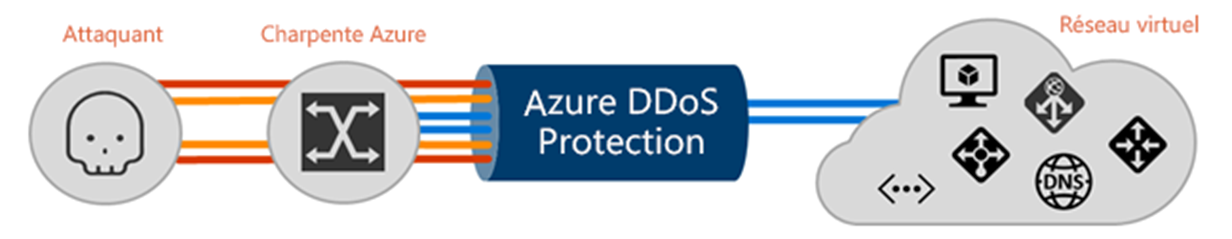 Attaquant
Charpente Azure
Réseau virtuel
Azure DDoS
Protection
DNS